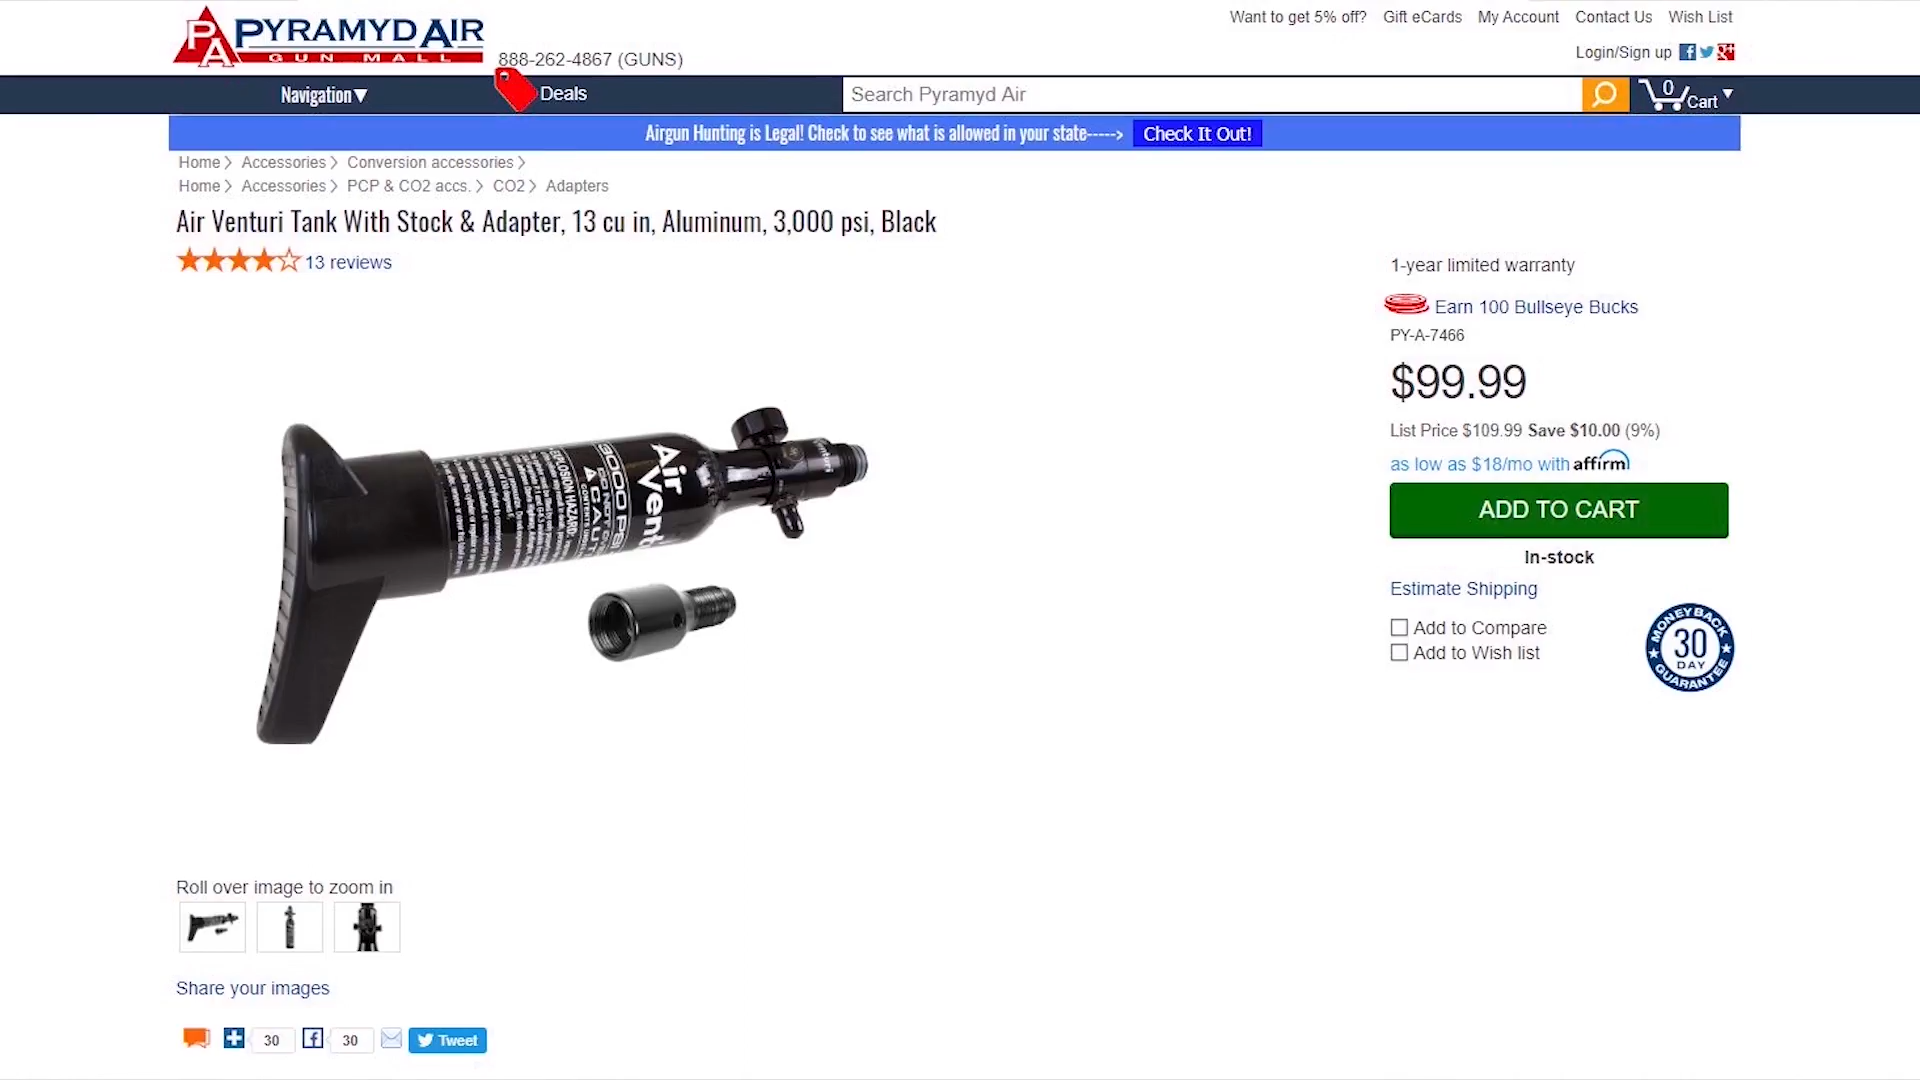 PA PYRAMYD AIR
GUN MALL
888-262-4867 (GUNS)
Want to get 5% off? Gift eCards My Account Contact Us Wish List
Login/Sign up
Navigation▼
Deals
Search Pyramyd Air
0
Cart
Airgun Hunting is Legal! Check to see what is allowed in your state-----> Check It Out!
Home > Accessories > Conversion accessories >
Home > Accessories > PCP & CO2 accs. > CO2 > Adapters
Air Venturi Tank With Stock & Adapter, 13 cu in, Aluminum, 3,000 psi, Black
13 reviews
1-year limited warranty
Earn 100 Bullseye Bucks
PY-A-7466
$99.99
List Price $109.99 Save $10.00 (9%)
as low as $18/mo with affirm
ADD TO CART
In-stock
Estimate Shipping
Add to Compare
Add to Wish list
MONEY BACK
30
DAY
GUARANTEE
Air
Ventu
3000 PSI
EXPLOSION HAZARD
Roll over image to zoom in
Share your images
30
30
Tweet